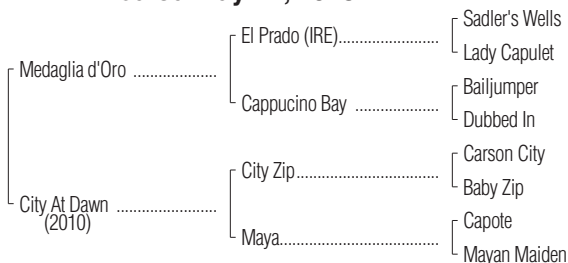 Sadler's Wells
El Prado (IRE)........................
Lady Capulet
Medaglia d'Oro ....................
Bailjumper
Cappucino Bay ....................
Dubbed In
Carson City
City Zip..................................
Baby Zip
City At Dawn ........................
(2010)
Capote
Maya......................................
Mayan Maiden